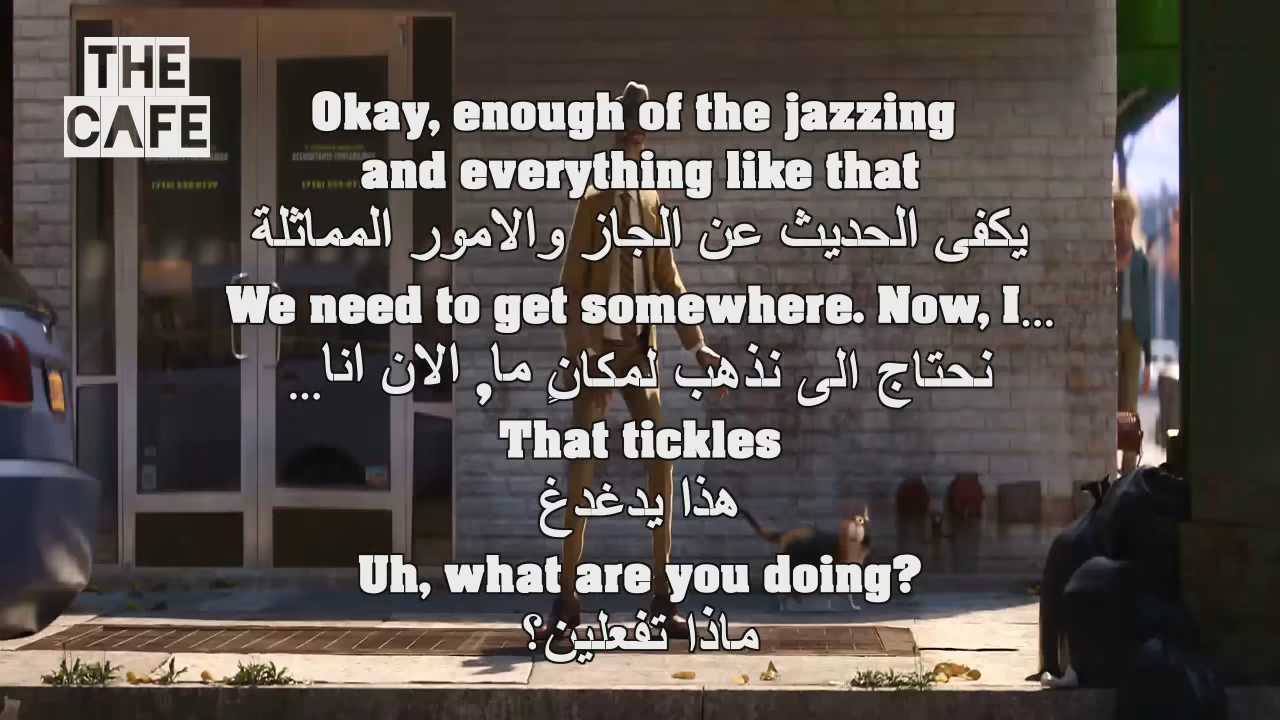 THE
CAFE
Okay, enough of the jazzing
and everything like that
يكفى الحديث عن الجاز والامور المماثلة
We need to get somewhere. Now, I...
نحتاج الى نذهب لمكانٍ ما, الان انا...
That tickles
هذا يدغدغ
Uh, what are you doing?
ماذا تفعلين؟